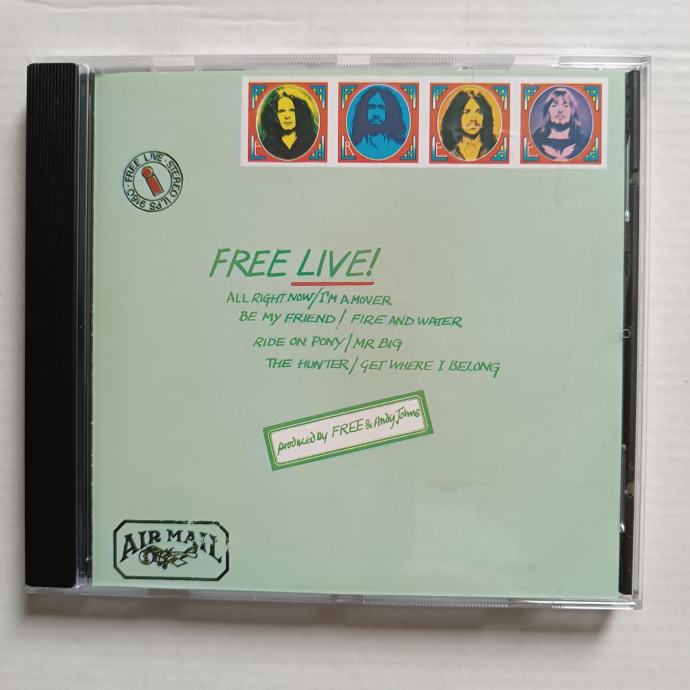 F R E E
FREE LIVE · STEREO ILPS 9160 ·
i
FREE LIVE!
ALL RIGHT NOW/I'M A MOVER
BE MY FRIEND/ FIRE AND WATER
RIDE ON PONY/MR BIG
THE HUNTER/GET WHERE I BELONG
produced by FREE & Andy Johns
AIR MAIL